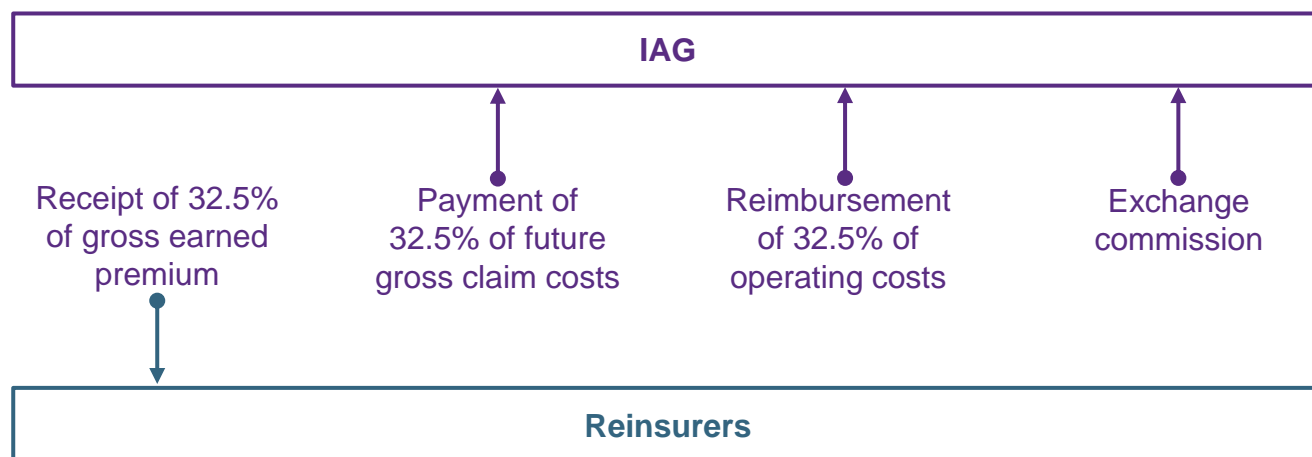 IAG
Receipt of 32.5%
of gross earned
premium
Payment of
32.5% of future
gross claim costs
Reimbursement
of 32.5% of
operating costs
Exchange
commission
Reinsurers